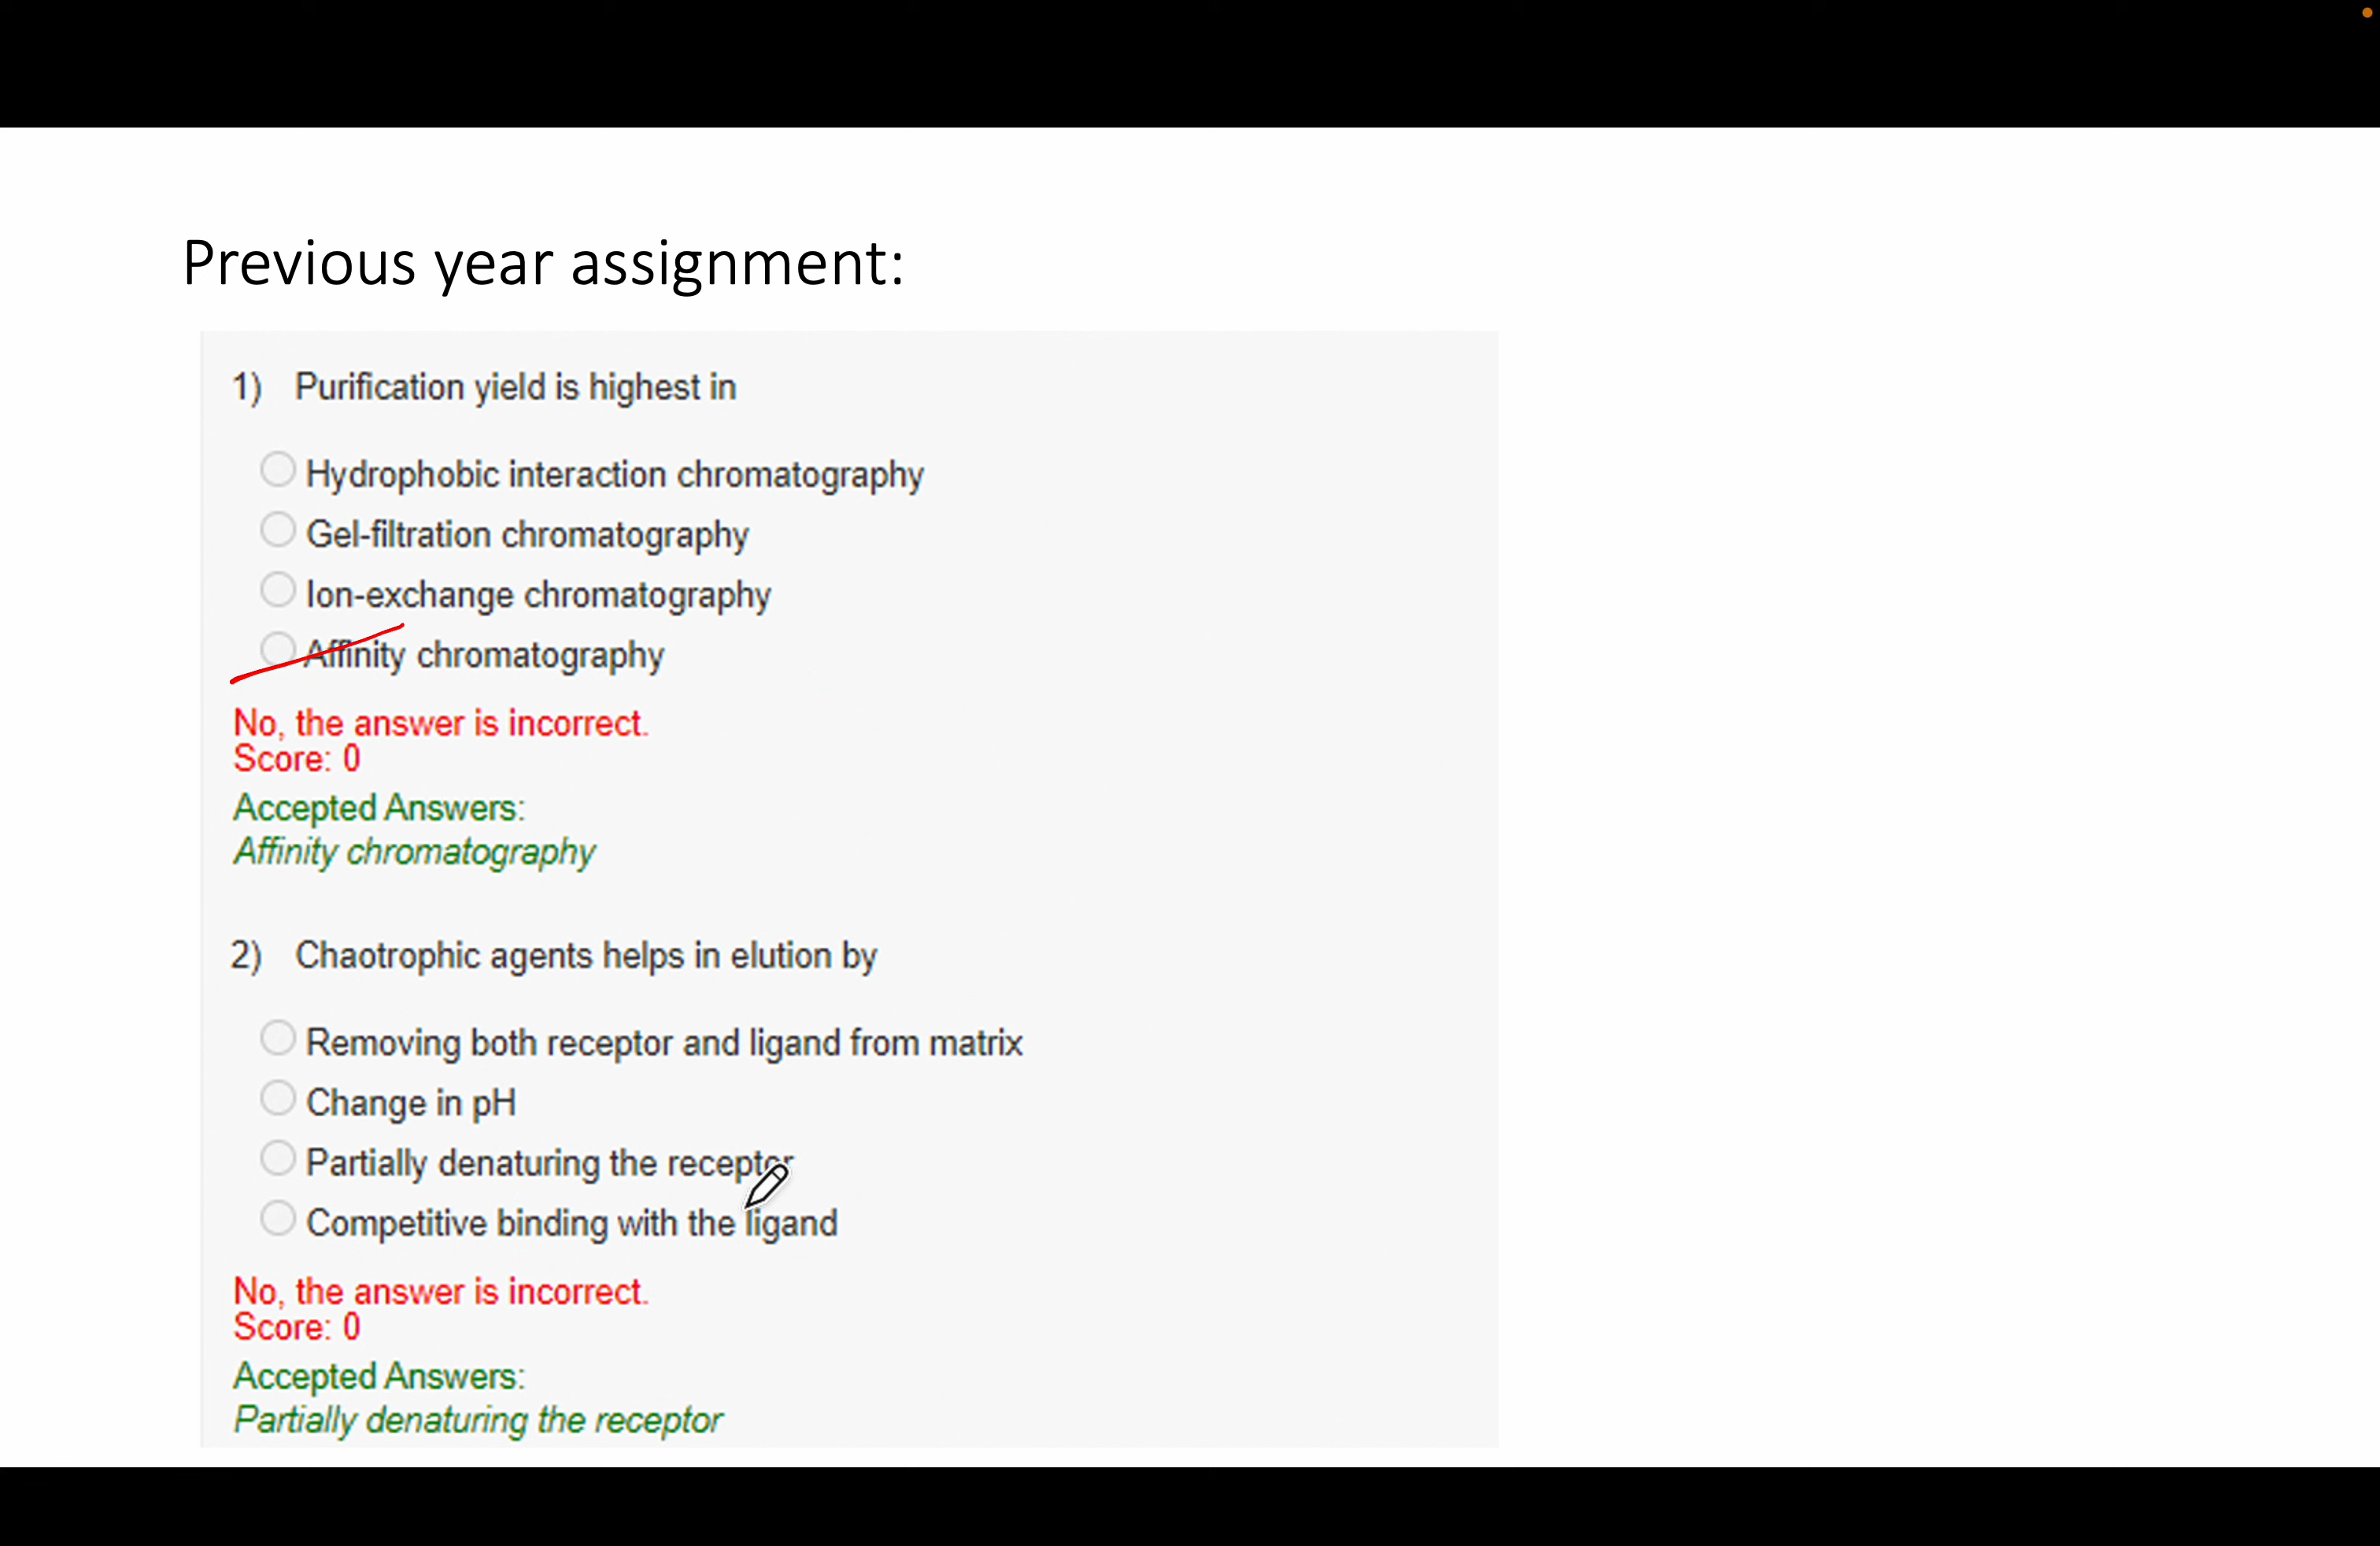 Previous year assignment:
1) Purification yield is highest in
Hydrophobic interaction chromatography
Gel-filtration chromatography
Ion-exchange chromatography
Affinity chromatography
No, the answer is incorrect.
Score: 0
Accepted Answers:
Affinity chromatography
2) Chaotrophic agents helps in elution by
Removing both receptor and ligand from matrix
Change in pH
Partially denaturing the receptor
Competitive binding with the ligand
No, the answer is incorrect.
Score: 0
Accepted Answers:
Partially denaturing the receptor